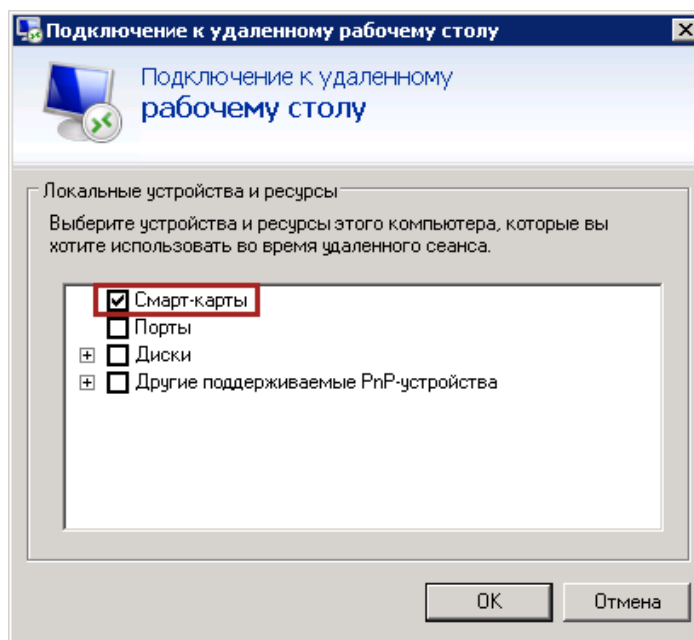 Подключение к удаленному рабочему столу
Подключение к удаленному
рабочему столу
Локальные устройства и ресурсы
Выберите устройства и ресурсы этого компьютера, которые вы
хотите использовать во время удаленного сеанса.
Смарт-карты
Порты
Диски
Другие поддерживаемые PnP-устройства
OK
Отмена